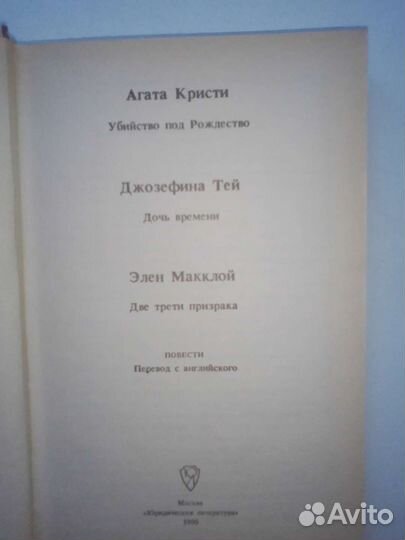 Агата Кристи
Убийство под Рождество
Джозефина Тей
Дочь времени
Элен Макклой
Две трети призрака
ПОВЕСТИ
Перевод с английского
Москва
«Юридическая литература»
1990
Avito